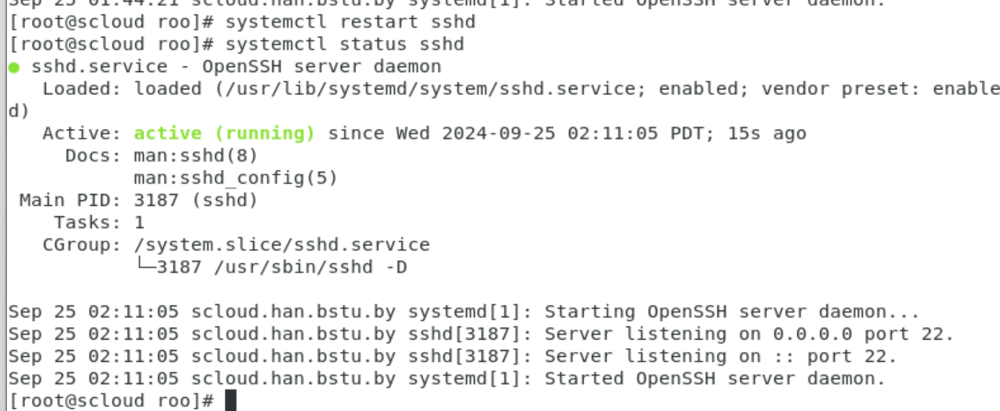 Sep 25 01:44:21 scloud.han.bstu.by systemd[1]: Started OpenSSH server daemon.
[root@scloud roo]# systemctl restart sshd
[root@scloud roo]# systemctl status sshd
● sshd.service - OpenSSH server daemon
   Loaded: loaded (/usr/lib/systemd/system/sshd.service; enabled; vendor preset: enable
d)
   Active: active (running) since Wed 2024-09-25 02:11:05 PDT; 15s ago
     Docs: man:sshd(8)
           man:sshd_config(5)
 Main PID: 3187 (sshd)
    Tasks: 1
   CGroup: /system.slice/sshd.service
           └─3187 /usr/sbin/sshd -D

Sep 25 02:11:05 scloud.han.bstu.by systemd[1]: Starting OpenSSH server daemon...
Sep 25 02:11:05 scloud.han.bstu.by sshd[3187]: Server listening on 0.0.0.0 port 22.
Sep 25 02:11:05 scloud.han.bstu.by sshd[3187]: Server listening on :: port 22.
Sep 25 02:11:05 scloud.han.bstu.by systemd[1]: Started OpenSSH server daemon.
[root@scloud roo]#